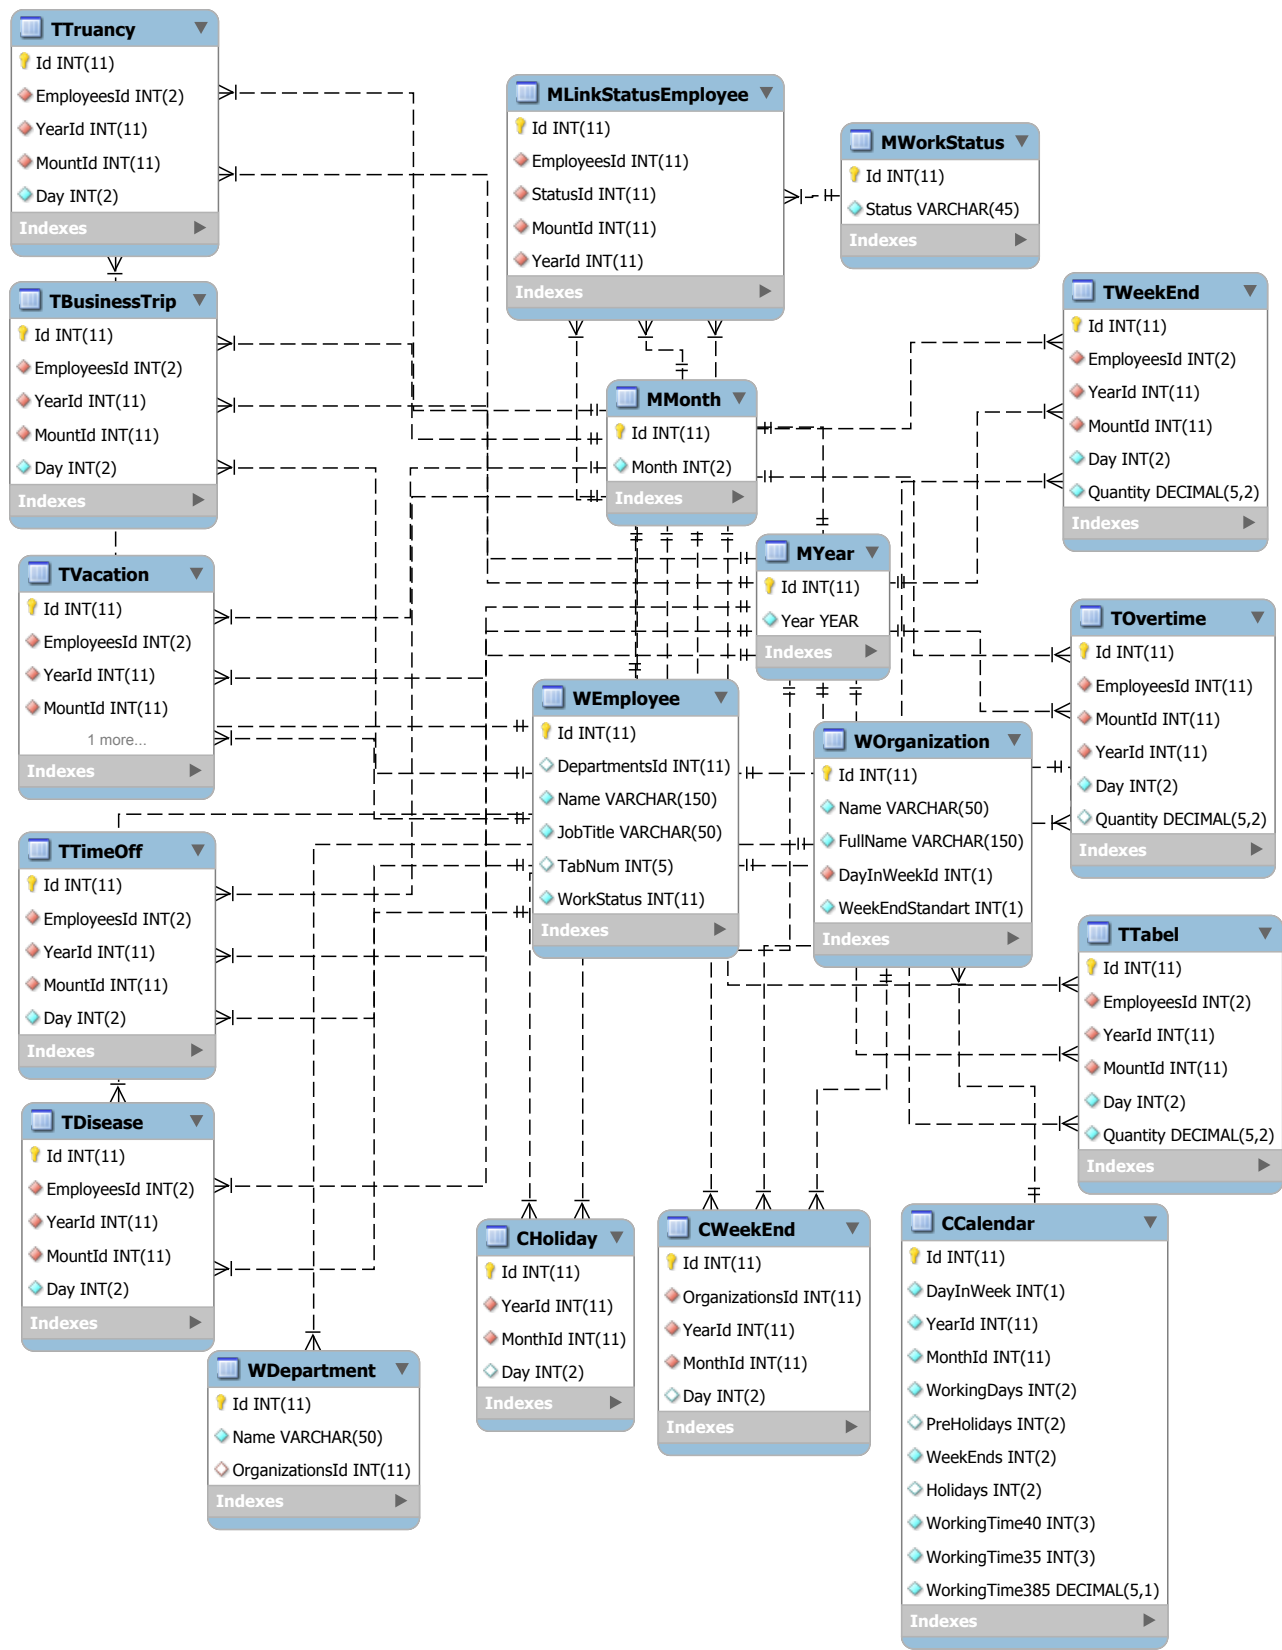 TTruancy
Id INT(11)
EmployeesId INT(2)
YearId INT(11)
MountId INT(11)
Day INT(2)
Indexes
MLinkStatusEmployee
Id INT(11)
EmployeesId INT(11)
StatusId INT(11)
MountId INT(11)
YearId INT(11)
Indexes
MWorkStatus
Id INT(11)
Status VARCHAR(45)
Indexes
TBusinessTrip
Id INT(11)
EmployeesId INT(2)
YearId INT(11)
MountId INT(11)
Day INT(2)
Indexes
MMonth
Id INT(11)
Month INT(2)
Indexes
TWeekEnd
Id INT(11)
EmployeesId INT(2)
YearId INT(11)
MountId INT(11)
Day INT(2)
Quantity DECIMAL(5,2)
Indexes
TVacation
Id INT(11)
EmployeesId INT(2)
YearId INT(11)
MountId INT(11)
1 more...
Indexes
MYear
Id INT(11)
Year YEAR
Indexes
TOvertime
Id INT(11)
EmployeesId INT(11)
MountId INT(11)
YearId INT(11)
Day INT(2)
Quantity DECIMAL(5,2)
Indexes
WEmployee
Id INT(11)
DepartmentsId INT(11)
Name VARCHAR(150)
JobTitle VARCHAR(50)
TabNum INT(5)
WorkStatus INT(11)
Indexes
WOrganization
Id INT(11)
Name VARCHAR(50)
FullName VARCHAR(150)
DayInWeekId INT(1)
WeekEndStandart INT(1)
Indexes
TTimeOff
Id INT(11)
EmployeesId INT(2)
YearId INT(11)
MountId INT(11)
Day INT(2)
Indexes
TTabel
Id INT(11)
EmployeesId INT(2)
YearId INT(11)
MountId INT(11)
Day INT(2)
Quantity DECIMAL(5,2)
Indexes
TDisease
Id INT(11)
EmployeesId INT(2)
YearId INT(11)
MountId INT(11)
Day INT(2)
Indexes
CHoliday
Id INT(11)
YearId INT(11)
MonthId INT(11)
Day INT(2)
Indexes
CWeekEnd
Id INT(11)
OrganizationsId INT(11)
YearId INT(11)
MonthId INT(11)
Day INT(2)
Indexes
CCalendar
Id INT(11)
DayInWeek INT(1)
YearId INT(11)
MonthId INT(11)
WorkingDays INT(2)
PreHolidays INT(2)
WeekEnds INT(2)
Holidays INT(2)
WorkingTime40 INT(3)
WorkingTime35 INT(3)
WorkingTime385 DECIMAL(5,1)
Indexes
WDepartment
Id INT(11)
Name VARCHAR(50)
OrganizationsId INT(11)
Indexes